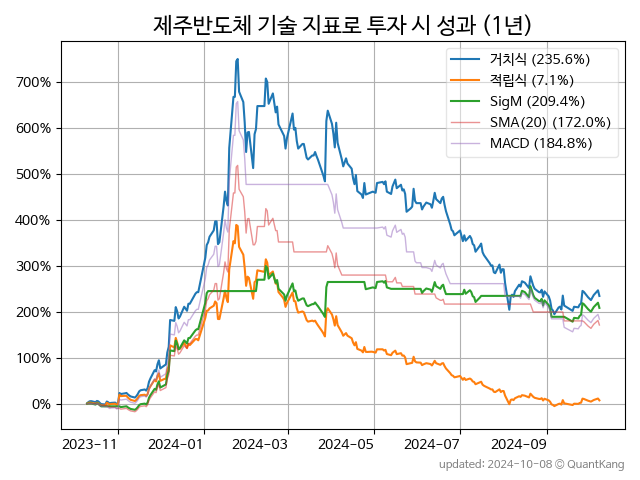 제주반도체 기술 지표로 투자 시 성과 (1년)
거치식 (235.6%)
적립식 (7.1%)
SigM (209.4%)
SMA(20) (172.0%)
MACD (184.8%)
700%
600%
500%
400%
300%
200%
100%
0%
2023-11 2024-01 2024-03 2024-05 2024-07 2024-09
updated: 2024-10-08 © QuantKang